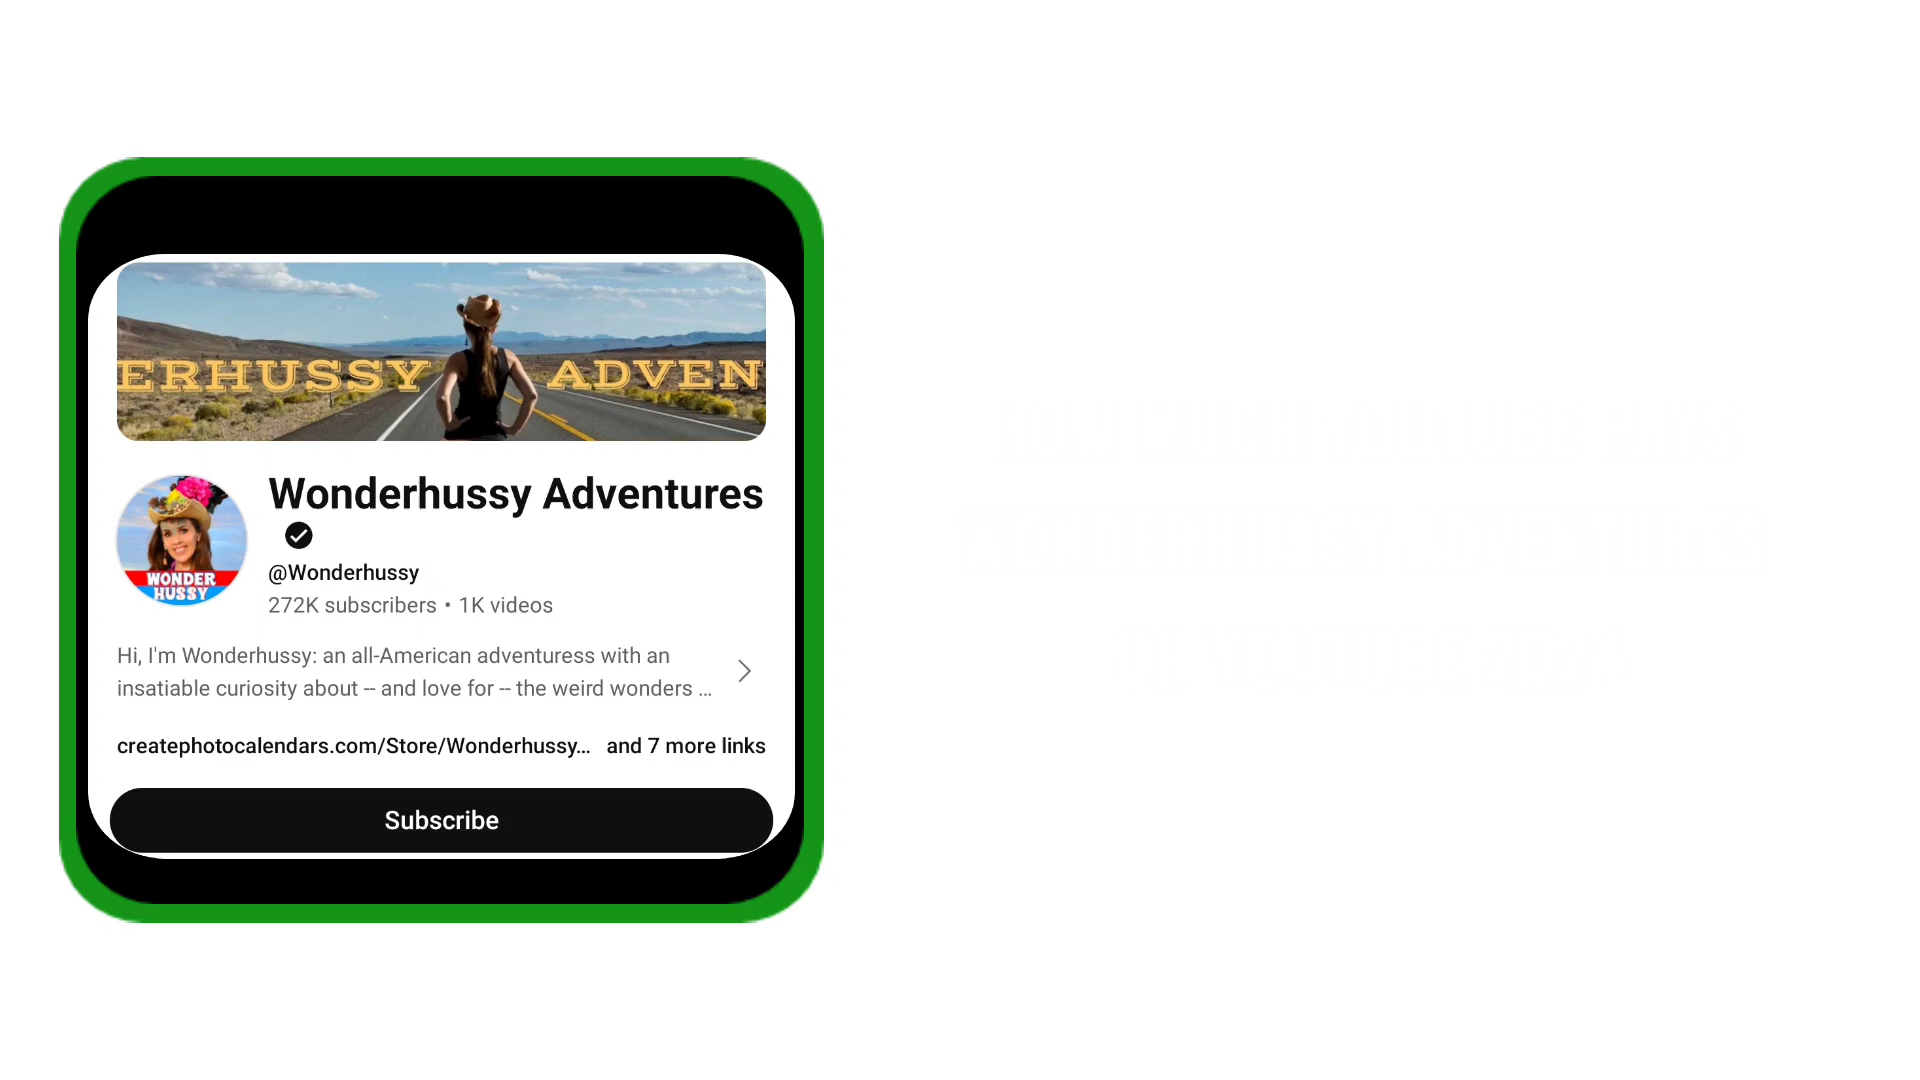 ERHUSSY ADVEN
Wonderhussy Adventures
WONDER
HUSSY
@Wonderhussy
272K subscribers • 1K videos
Hi, I'm Wonderhussy: an all-American adventuress with an
insatiable curiosity about -- and love for -- the weird wonders ...
createphotocalendars.com/Store/Wonderhussy... and 7 more links
Subscribe